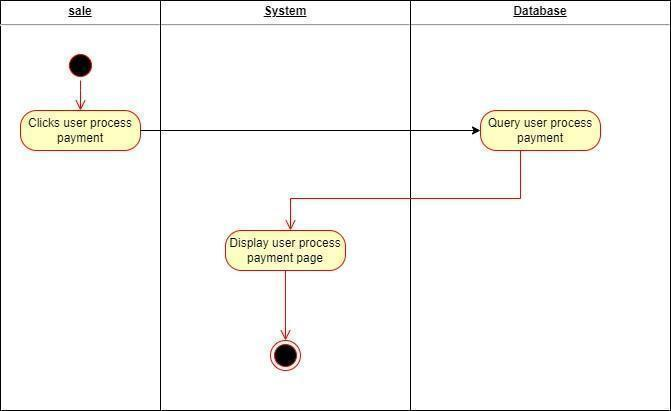 sale
System
Database
Clicks user process
payment
Query user process
payment
Display user process
payment page